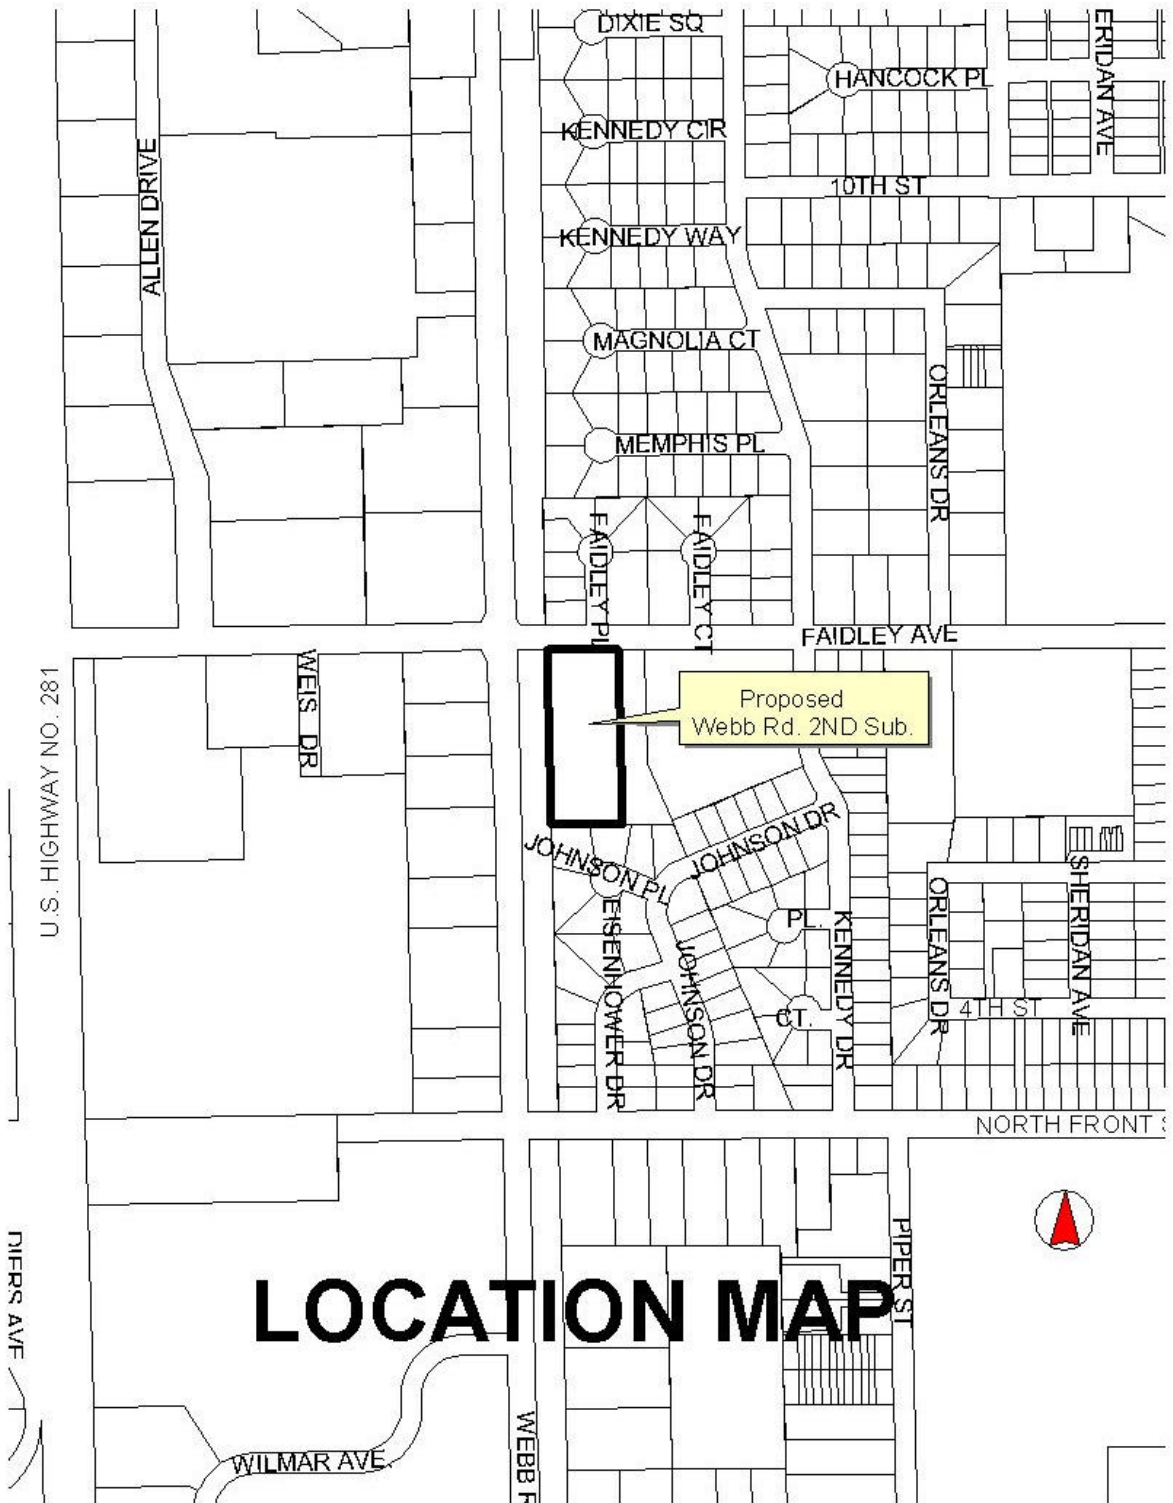 DIXIE SQ
HANCOCK PL
ERIDAN AVE
KENNEDY CIR
ALLEN DRIVE
10TH ST
KENNEDY WAY
MAGNOLIA CT
ORLEANS DR
MEMPHIS PL
FAIDLEY PL
FAIDLEY CT
FAIDLEY AVE
WEIS DR
U.S. HIGHWAY NO. 281
Proposed
Webb Rd. 2ND Sub.
JOHNSON DR
JOHNSON PL
SHERIDAN AVE
ORLEANS DR
PL.
KENNEDY DR
EISENHOWER DR
JOHNSON DR
4TH ST
CT.
NORTH FRONT S
PIPER ST
DIERS AVE
LOCATION MAP
WEBB R
WILMAR AVE